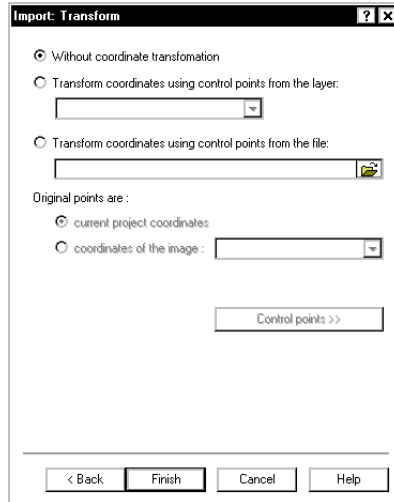 Import: Transform
Without coordinate transfomation
Transform coordinates using control points from the layer:
Transform coordinates using control points from the file:
Original points are :
current project coordinates
coordinates of the image :
Control points >>
< Back Finish Cancel Help